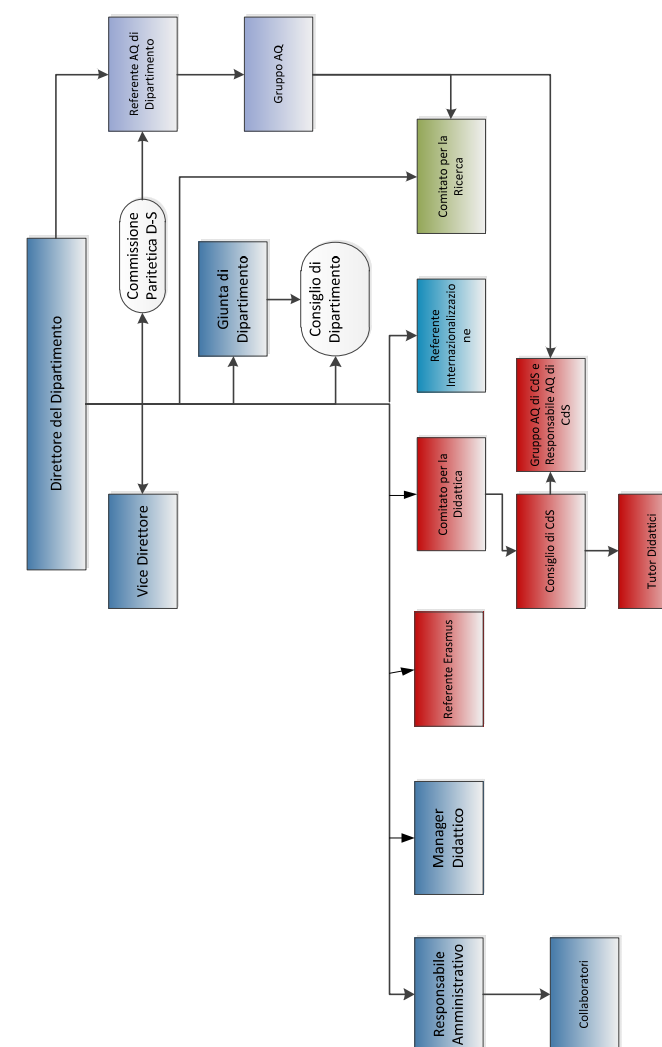 Direttore del Dipartimento
Referente AQ di
Dipartimento
Gruppo AQ
Commissione
Paritetica D-S
Vice Direttore
Giunta di
Dipartimento
Consiglio di
Dipartimento
Comitato per la
Ricerca
Referente
Internazionalizzazio
ne
Comitato per la
Didattica
Gruppo AQ di CdS e
Responsabile AQ di
CdS
Consiglio di CdS
Tutor Didattici
Referente Erasmus
Manager
Didattico
Responsabile
Amministrativo
Collaboratori